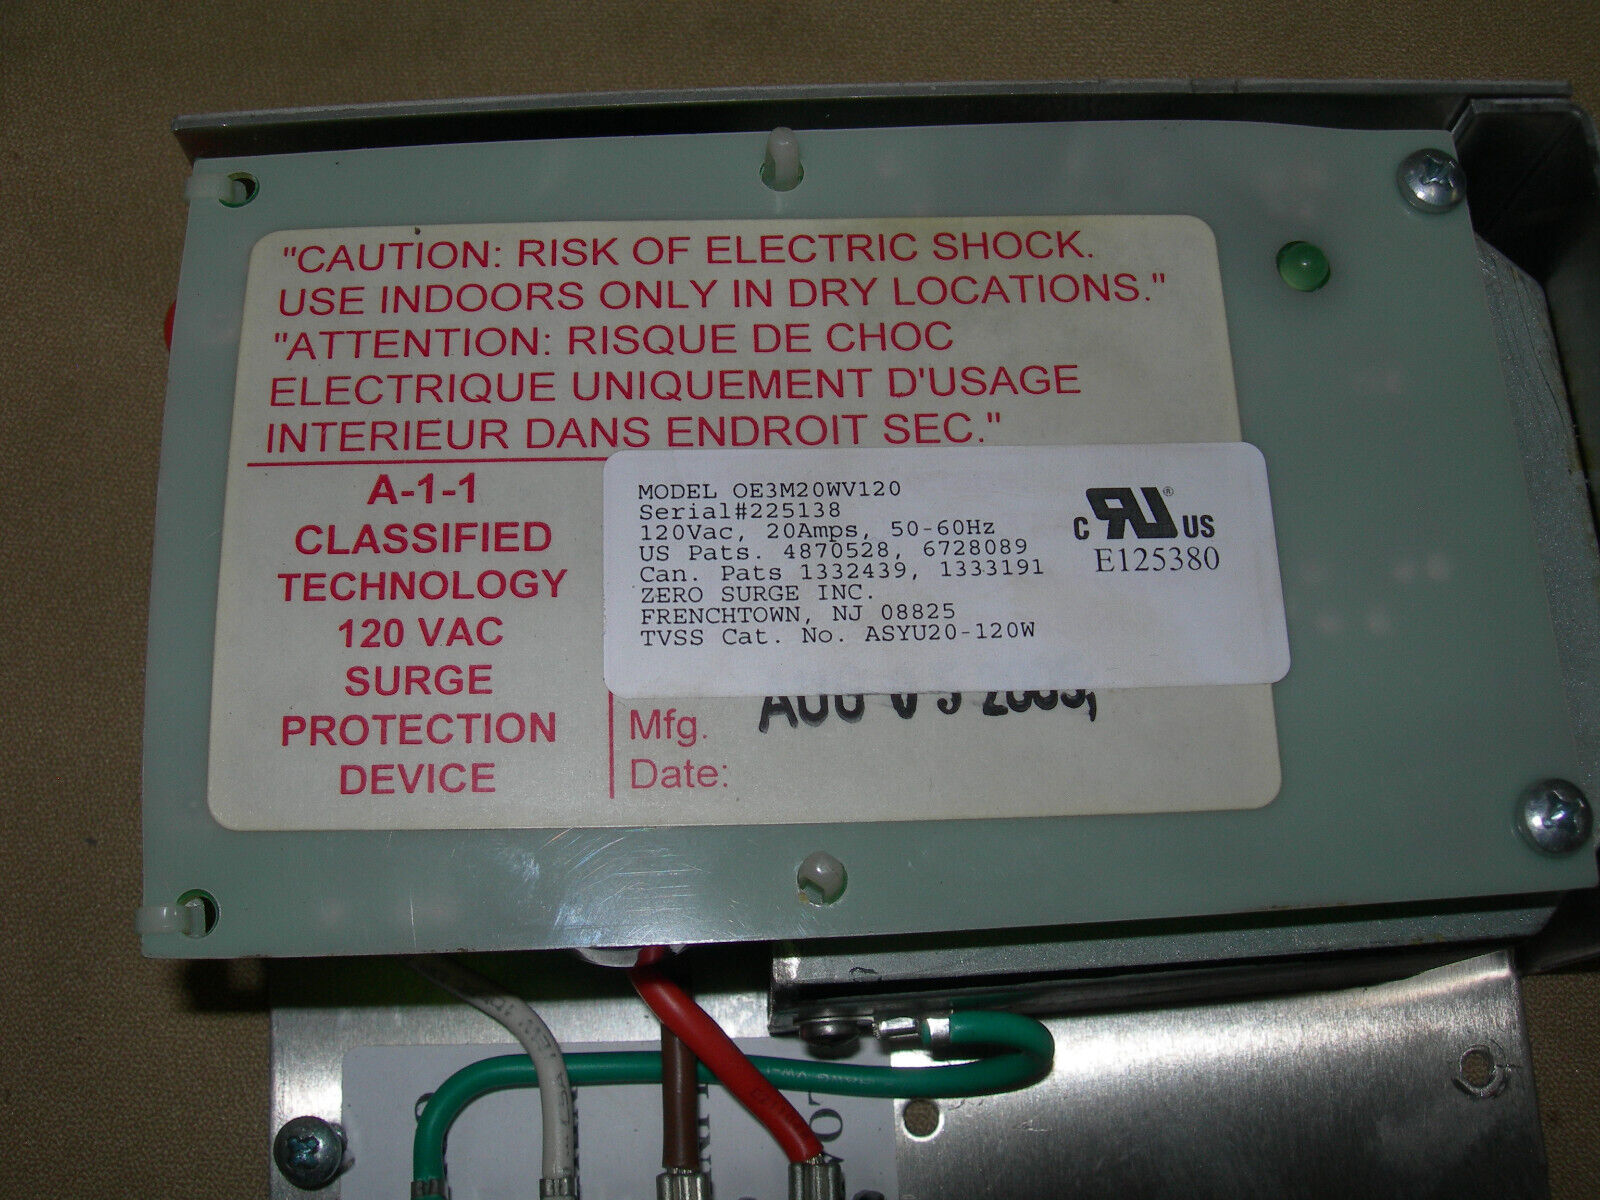 "CAUTION: RISK OF ELECTRIC SHOCK.
USE INDOORS ONLY IN DRY LOCATIONS."
"ATTENTION: RISQUE DE CHOC
ELECTRIQUE UNIQUEMENT D'USAGE
INTERIEUR DANS ENDROIT SEC."
A-1-1
CLASSIFIED
TECHNOLOGY
120 VAC
SURGE
PROTECTION
DEVICE
MODEL OE3M20WV120
Serial#225138
120Vac, 20Amps, 50-60Hz
US Pats. 4870528, 6728089
Can. Pats 1332439, 1333191
ZERO SURGE INC.
FRENCHTOWN, NJ 08825
TVSS Cat. No. ASYU20-120W
C RU® US
E125380
Mfg.
Date:
AUG